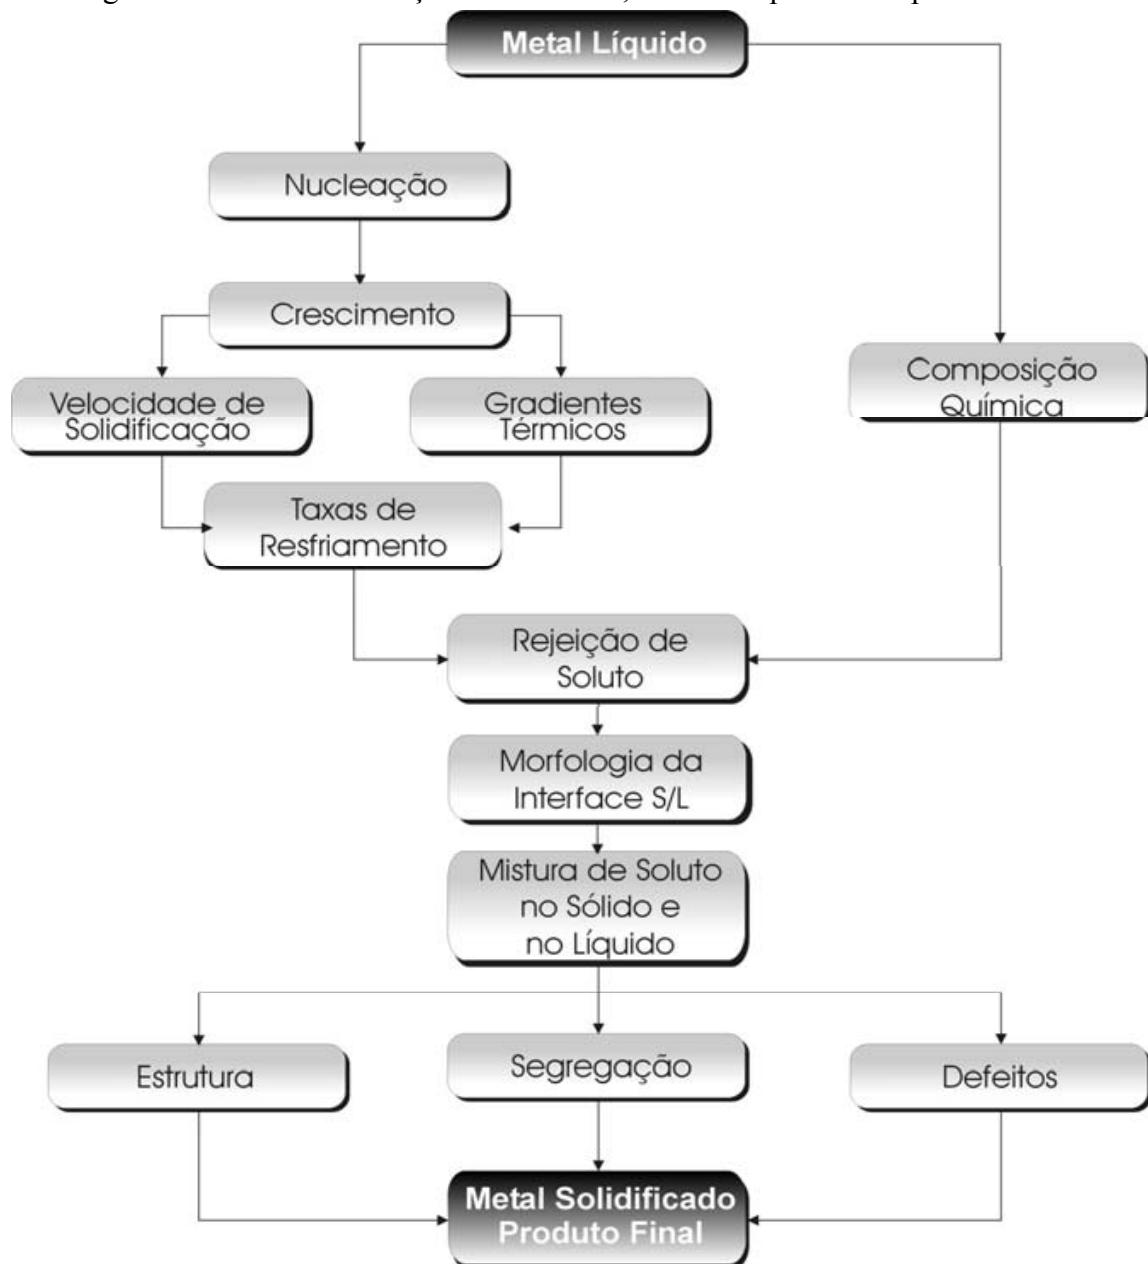 Metal Líquido
Nucleação
Crescimento
Velocidade de
Solidificação
Gradientes
Térmicos
Composição
Química
Taxas de
Resfriamento
Rejeição de
Soluto
Morfologia da
Interface S/L
Mistura de Soluto
no Sólido e
no Líquido
Estrutura
Segregação
Defeitos
Metal Solidificado
Produto Final